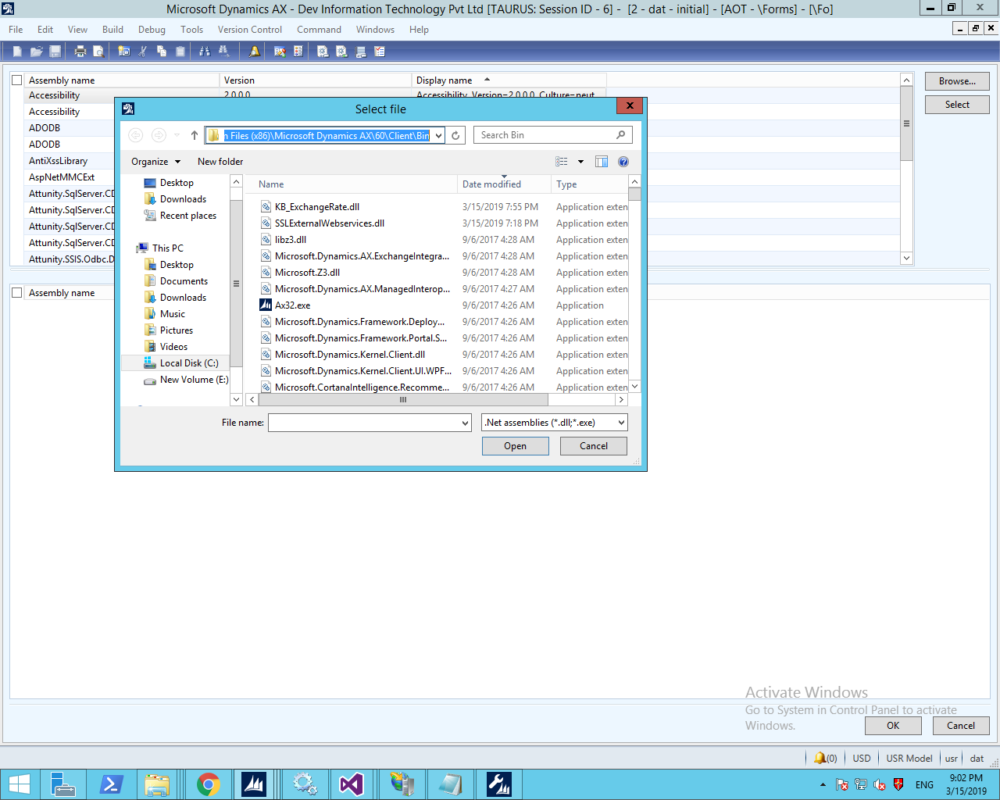 Microsoft Dynamics AX - Dev Information Technology Pvt Ltd [TAURUS: Session ID - 6] - [2 - dat - initial] - [AOT - \Forms] - [\Fo]
File Edit View Build Debug Tools Version Control Command Windows Help
Assembly name Version Display name
Browse...
Accessibility 2.0.0.0 Accessibility, Version=2.0.0.0, Culture=neut
Select
Accessibility
ADODB
ADODB
AntiXssLibrary
AspNetMMCExt
Attunity.SqlServer.CD
Attunity.SqlServer.CD
Attunity.SqlServer.CD
Attunity.SqlServer.CD
Attunity.SSIS.Odbc.D
Assembly name
Select file
n Files (x86)\Microsoft Dynamics AX\60\Client\Bin
Search Bin
Organize New folder
Desktop
Downloads
Recent places
This PC
Desktop
Documents
Downloads
Music
Pictures
Videos
Local Disk (C:)
New Volume (E:)
Name Date modified Type
KB_ExchangeRate.dll 3/15/2019 7:55 PM Application exten
SSLExternalWebservices.dll 3/15/2019 7:18 PM Application exten
libz3.dll 9/6/2017 4:28 AM Application exten
Microsoft.Dynamics.AX.ExchangeIntegra... 9/6/2017 4:28 AM Application exten
Microsoft.Z3.dll 9/6/2017 4:28 AM Application exten
Microsoft.Dynamics.AX.ManagedInterop... 9/6/2017 4:27 AM Application exten
Ax32.exe 9/6/2017 4:26 AM Application
Microsoft.Dynamics.Framework.Deploy... 9/6/2017 4:26 AM Application exten
Microsoft.Dynamics.Framework.Portal.S... 9/6/2017 4:26 AM Application exten
Microsoft.Dynamics.Kernel.Client.dll 9/6/2017 4:26 AM Application exten
Microsoft.Dynamics.Kernel.Client.UI.WPF... 9/6/2017 4:26 AM Application exten
Microsoft.CortanaIntelligence.Recomme... 9/6/2017 4:26 AM Application exten
File name: .Net assemblies (*.dll;*.exe)
Open Cancel
Activate Windows
Go to System in Control Panel to activate
Windows.
OK Cancel
(0) USD USR Model usr dat
ENG 9:02 PM
3/15/2019